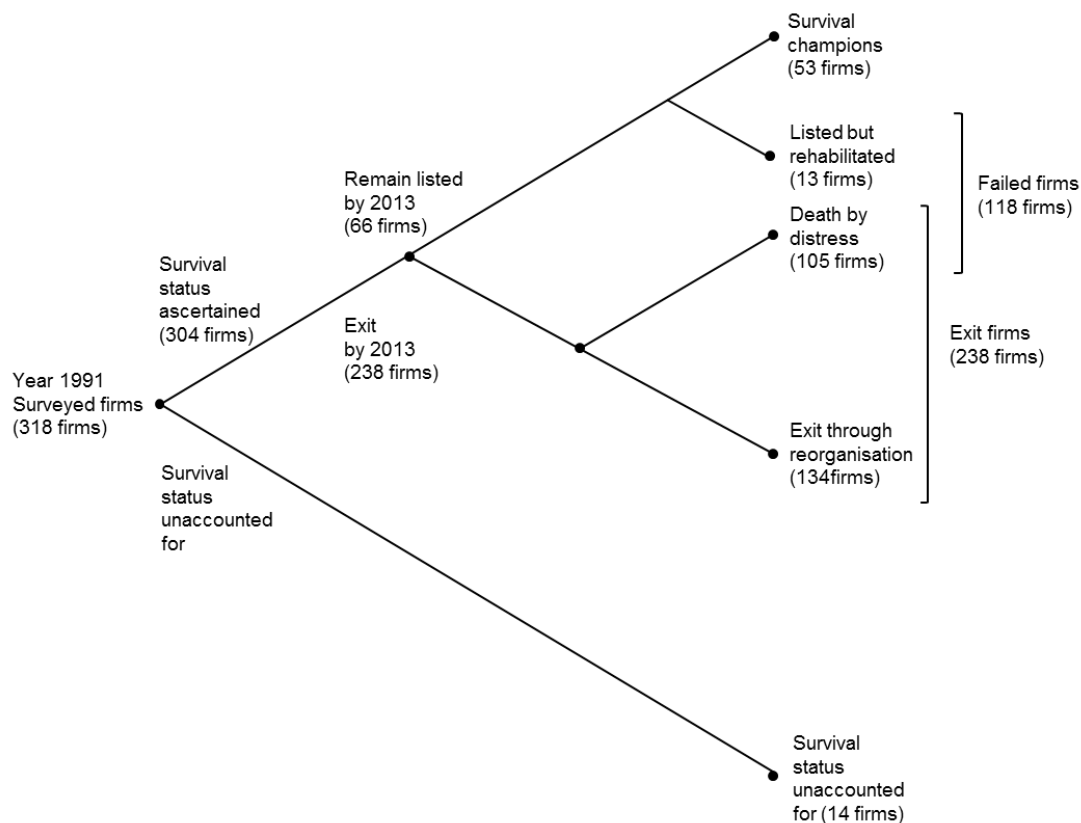 Survival
champions
(53 firms)
Listed but
rehabilitated
(13 firms)
Failed firms
(118 firms)
Remain listed
by 2013
(66 firms)
Death by
distress
(105 firms)
Survival
status
ascertained
(304 firms)
Exit
by 2013
(238 firms)
Exit firms
(238 firms)
Year 1991
Surveyed firms
(318 firms)
Exit through
reorganisation
(134firms)
Survival
status
unaccounted
for
Survival
status
unaccounted
for (14 firms)